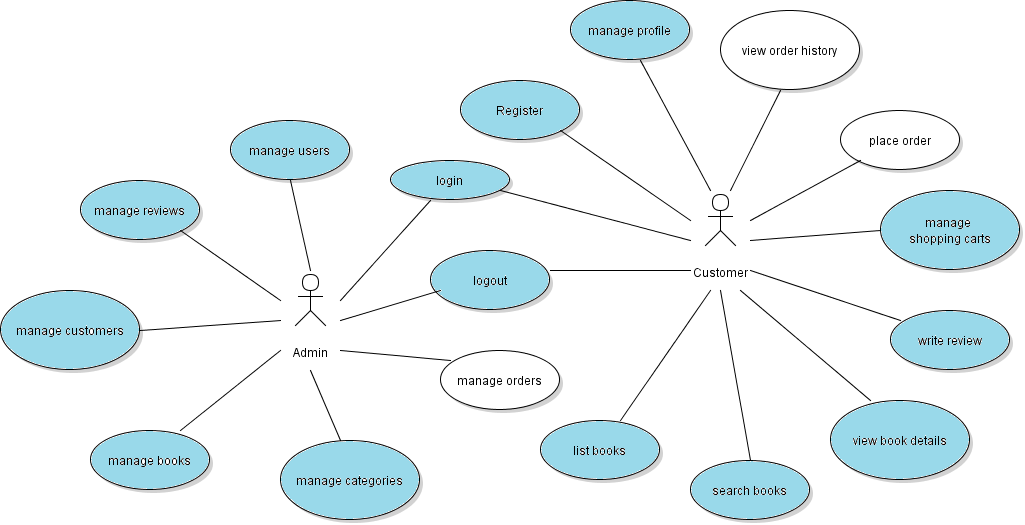 manage profile
view order history
Register
place order
manage users
login
manage reviews
manage
shopping carts
Customer
logout
manage customers
write review
Admin
manage orders
view book details
list books
manage books
manage categories
search books